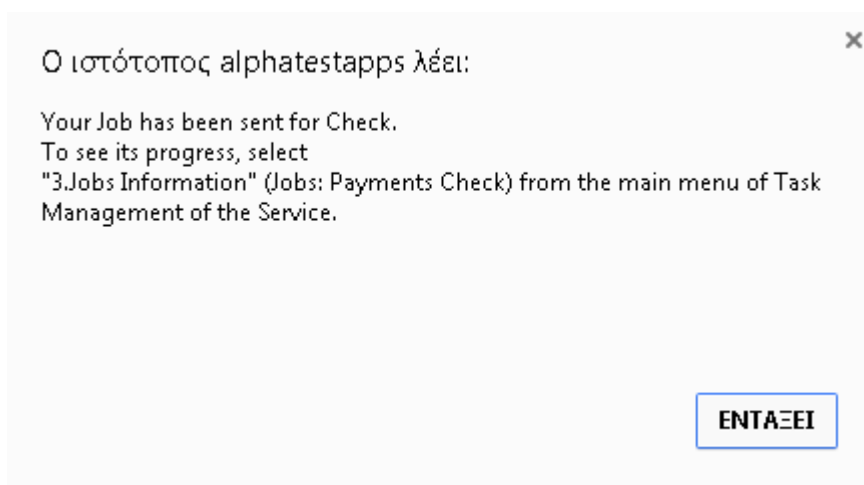 Ο ιστότοπος alphatestapps λέει:
Your Job has been sent for Check.
To see its progress, select
"3.Jobs Information" (Jobs: Payments Check) from the main menu of Task
Management of the Service.
ΕΝΤΑΞΕΙ